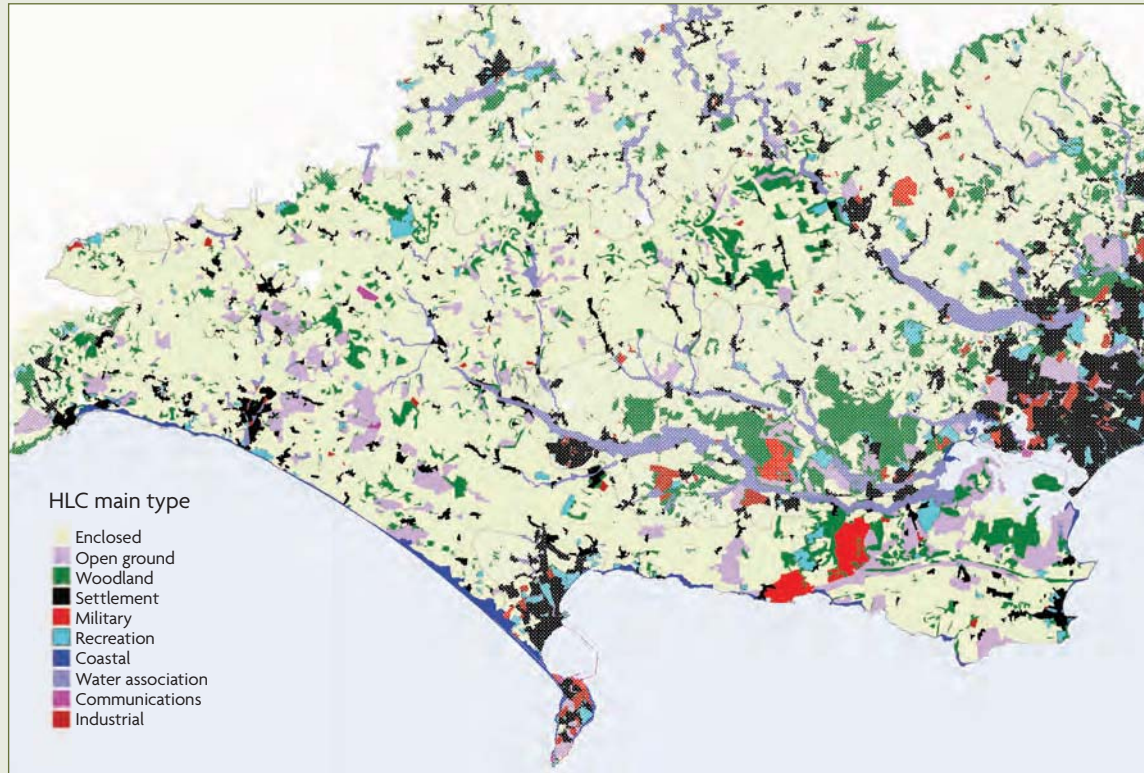 HLC main type
Enclosed
Open ground
Woodland
Settlement
Military
Recreation
Coastal
Water association
Communications
Industrial